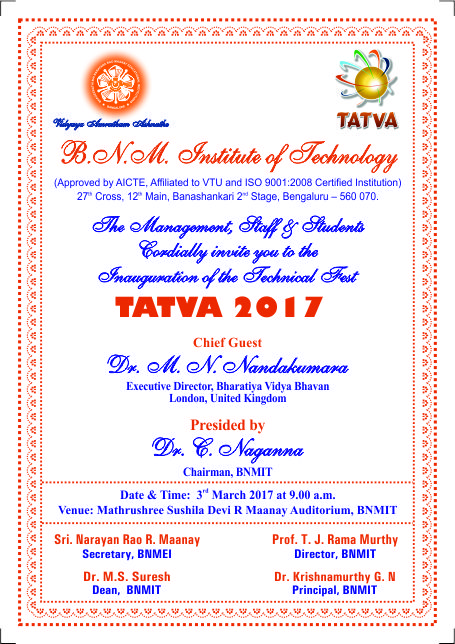 Vidyaya Amrutham Ashnuthe
TATVA
B.N.M. Institute of Technology
(Approved by AICTE, Affiliated to VTU and ISO 9001:2008 Certified Institution)
27th Cross, 12th Main, Banashankari 2nd Stage, Bengaluru – 560 070.
The Management, Staff & Students
Cordially invite you to the
Inauguration of the Technical Fest
TATVA 2017
Chief Guest
Dr. M. N. Nandakumara
Executive Director, Bharatiya Vidya Bhavan
London, United Kingdom
Presided by
Dr. C. Naganna
Chairman, BNMIT
Date & Time: 3rd March 2017 at 9.00 a.m.
Venue: Mathrushree Sushila Devi R Maanay Auditorium, BNMIT
Sri. Narayan Rao R. Maanay
Secretary, BNMEI
Prof. T. J. Rama Murthy
Director, BNMIT
Dr. M.S. Suresh
Dean, BNMIT
Dr. Krishnamurthy G. N
Principal, BNMIT